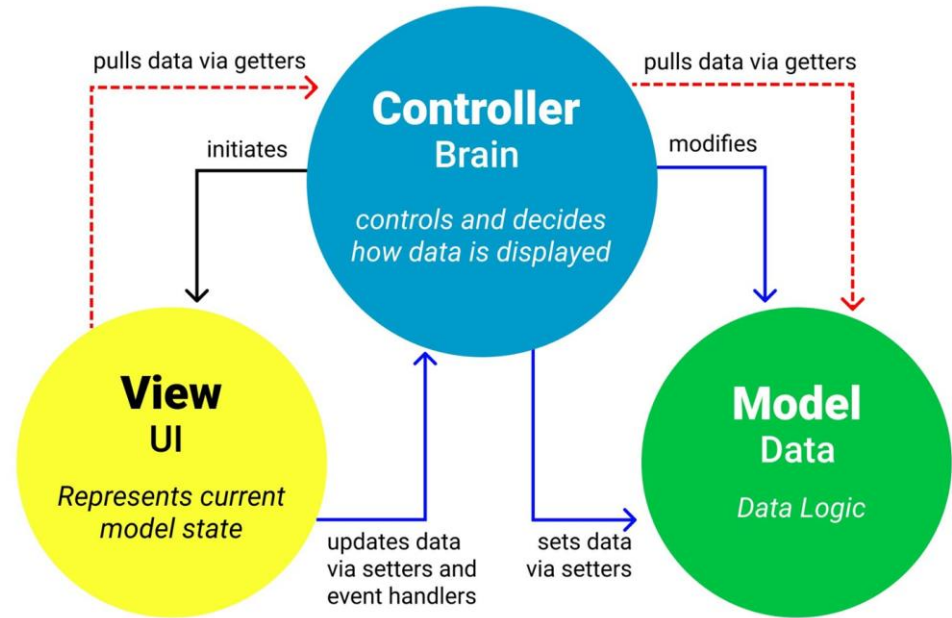 pulls data via getters
pulls data via getters
Controller
Brain
initiates
modifies
controls and decides
how data is displayed
View
UI
Represents current
model state
Model
Data
Data Logic
updates data
via setters and
event handlers
sets data
via setters